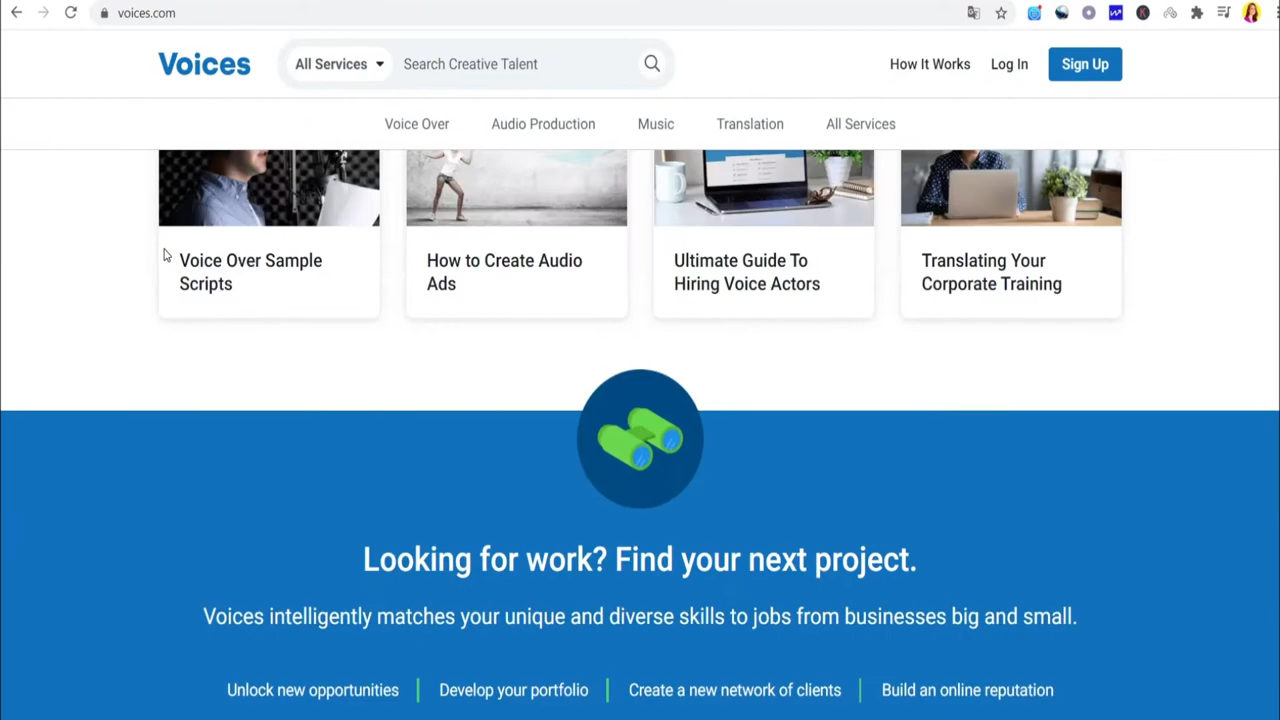 voices.com
Voices
All Services
Search Creative Talent
How It Works
Log In
Sign Up
Voice Over
Audio Production
Music
Translation
All Services
Voice Over Sample
Scripts
How to Create Audio
Ads
Ultimate Guide To
Hiring Voice Actors
Translating Your
Corporate Training
Looking for work? Find your next project.
Voices intelligently matches your unique and diverse skills to jobs from businesses big and small.
Unlock new opportunities
Develop your portfolio
Create a new network of clients
Build an online reputation